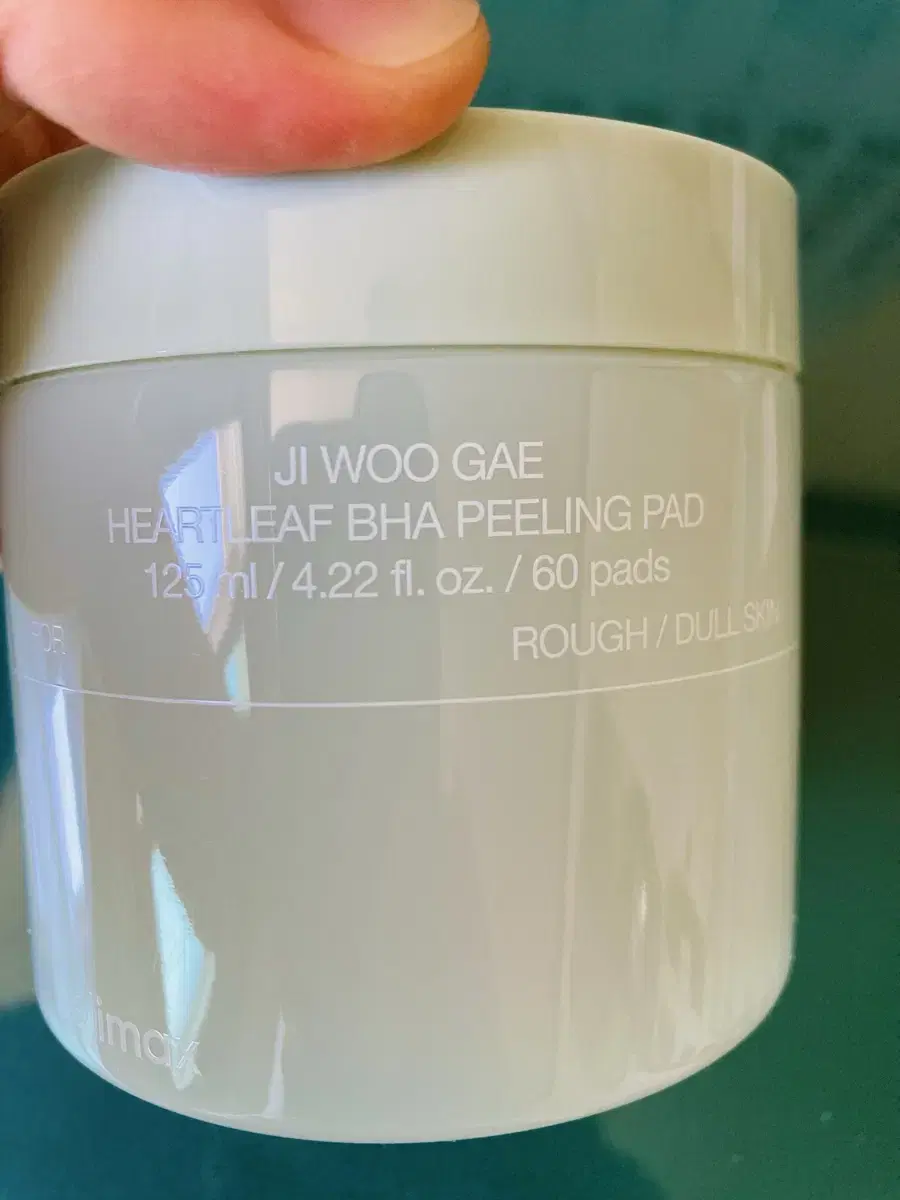 JI WOO GAE
HEARTLEAF BHA PEELING PAD
125 ml / 4.22 fl. oz. / 60 pads
FOR ROUGH / DULL SKIN